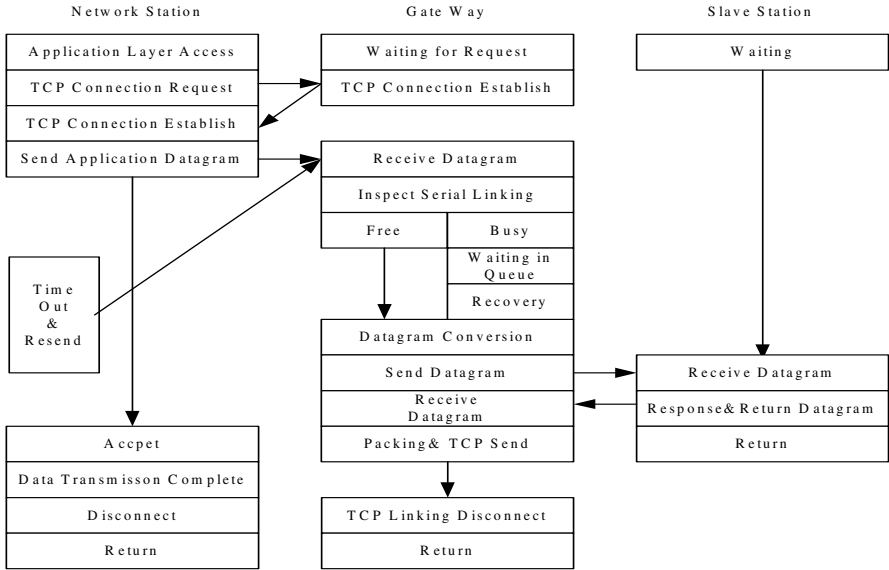 Network Station
Gate Way
Slave Station
Application Layer Access
TCP Connection Request
TCP Connection Establish
Send Application Datagram
Waiting for Request
TCP Connection Establish
Waiting
Receive Datagram
Inspect Serial Linking
Free
Busy
Waiting in
Queue
Recovery
Time
Out
&
Resend
Datagram Conversion
Send Datagram
Receive
Datagram
Packing& TCP Send
Receive Datagram
Response& Return Datagram
Return
Accpet
Data Transmisson Complete
Disconnect
Return
TCP Linking Disconnect
Return